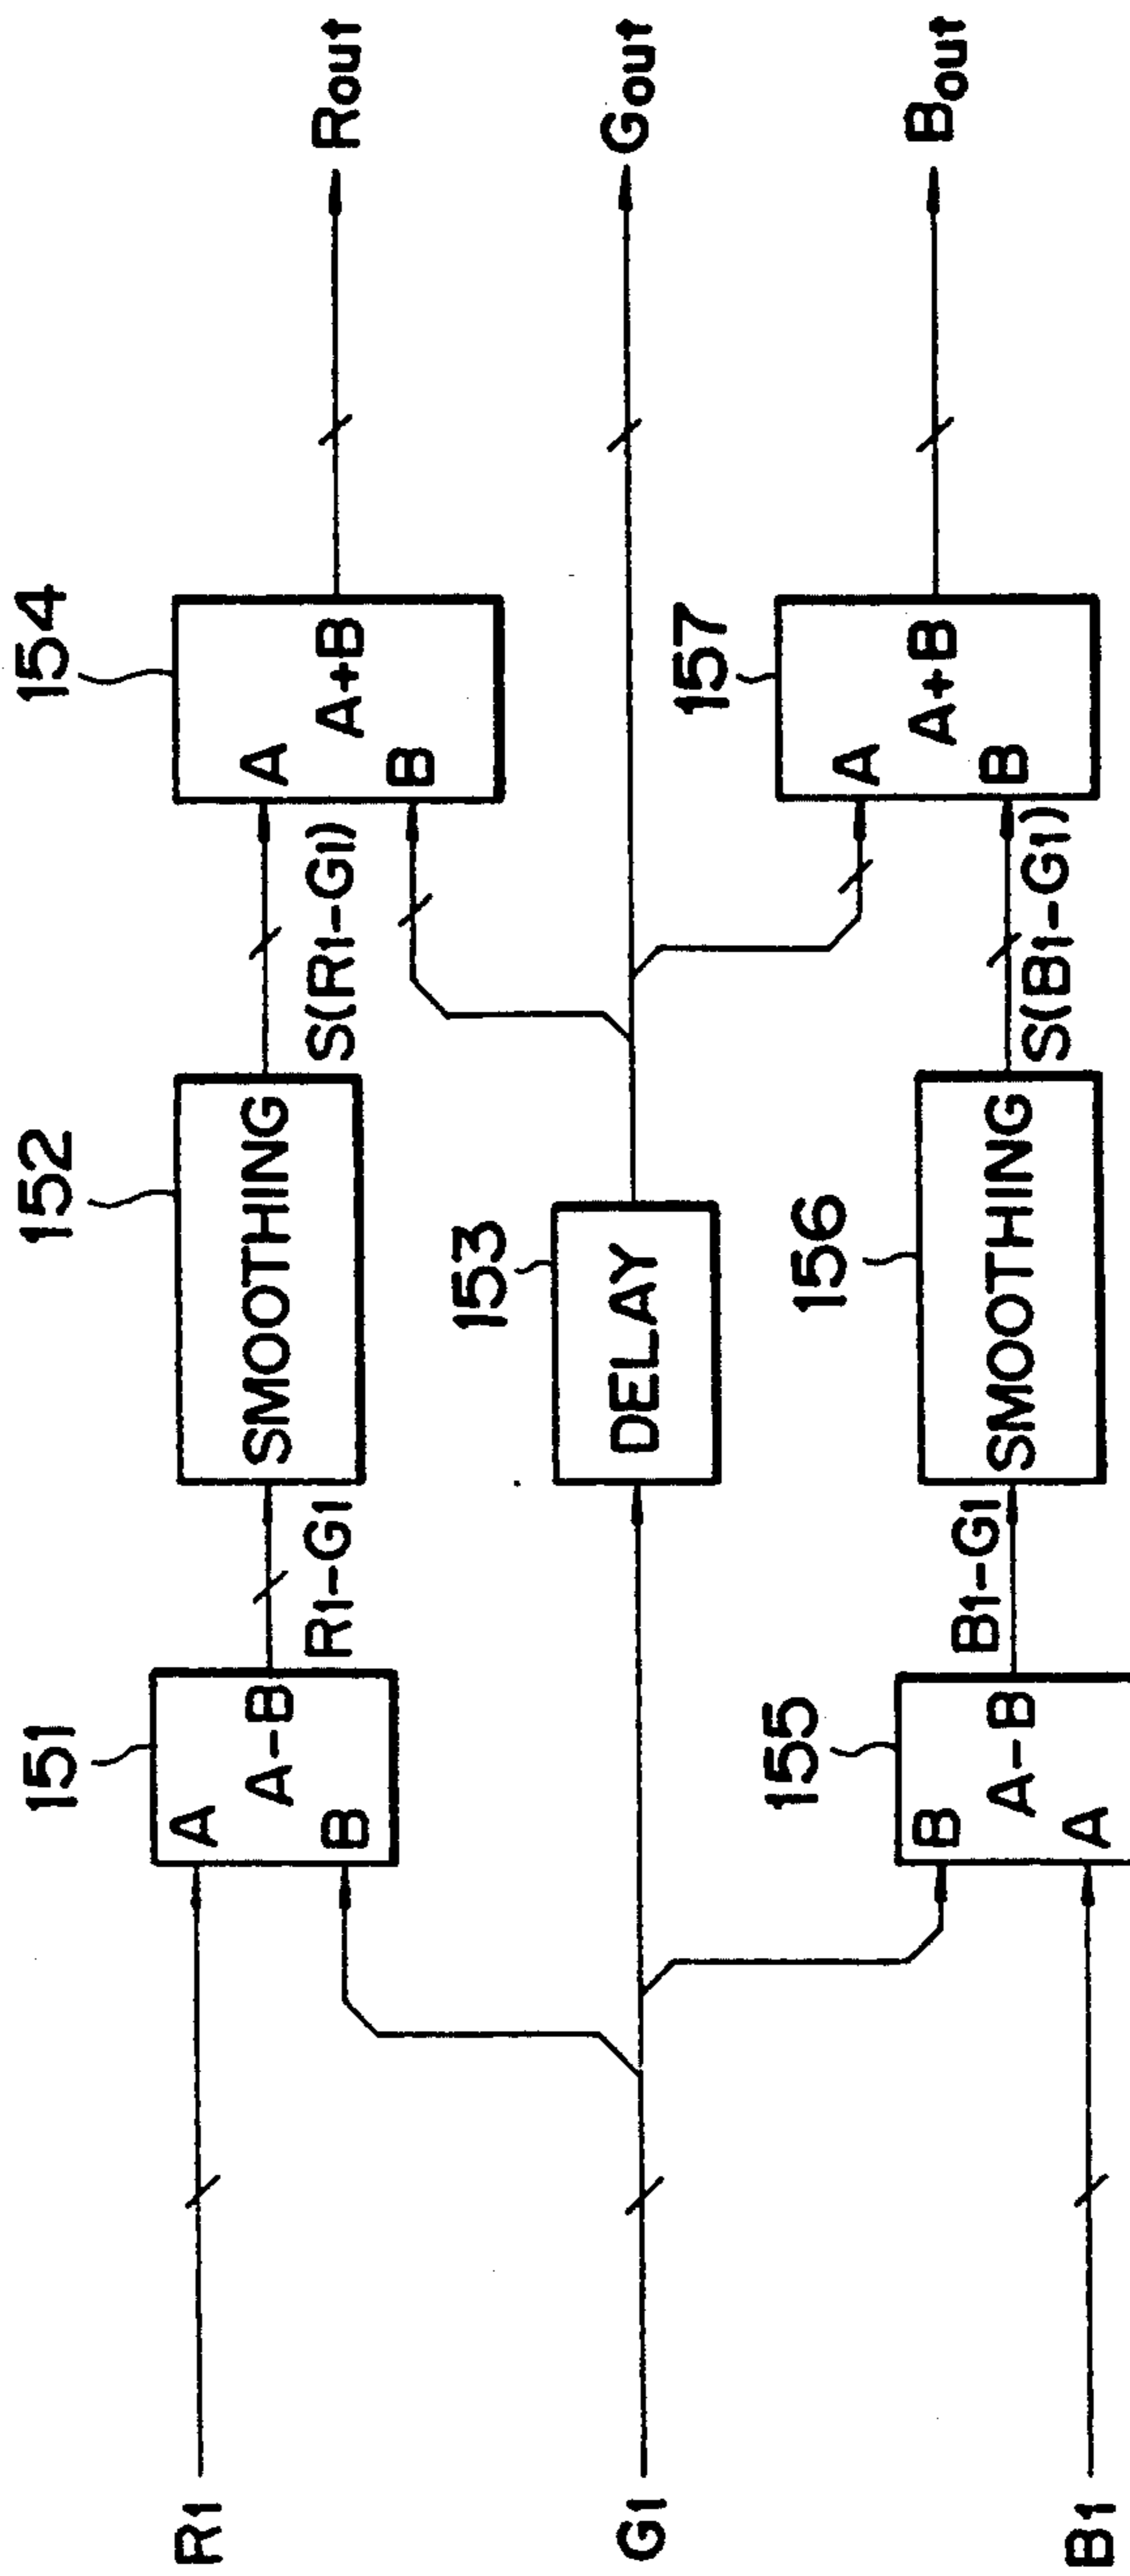 151
152
154
R1
A
A-B
B
R1-G1
SMOOTHING
S(R1-G1)
A
A+B
B
Rout
G1
153
DELAY
Gout
155
156
157
B1
B
A-B
A
B1-G1
SMOOTHING
S(B1-G1)
A
A+B
B
Bout